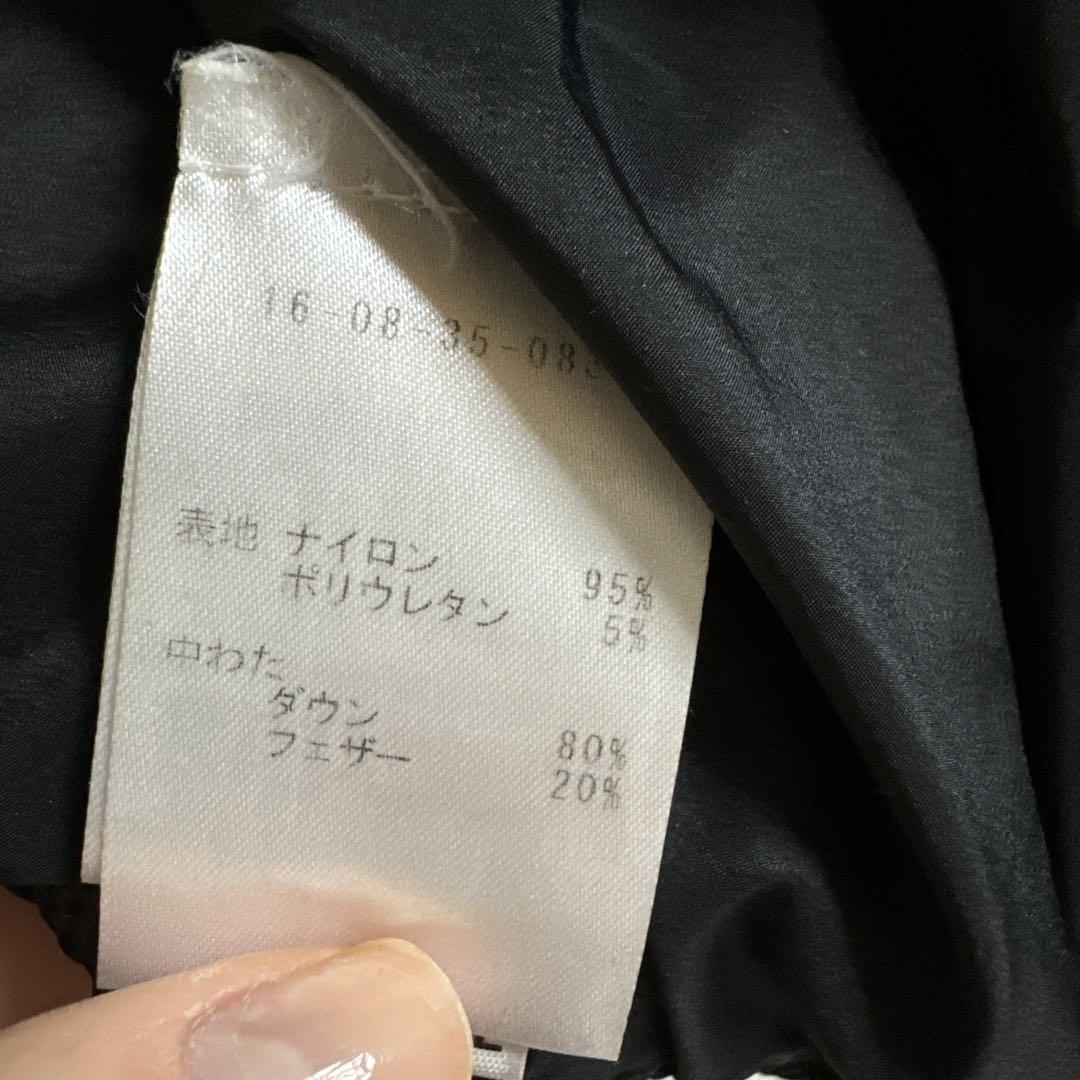 16-08-35-083
表地 ナイロン 95%
ポリウレタン 5%
中わた
ダウン 80%
フェザー 20%